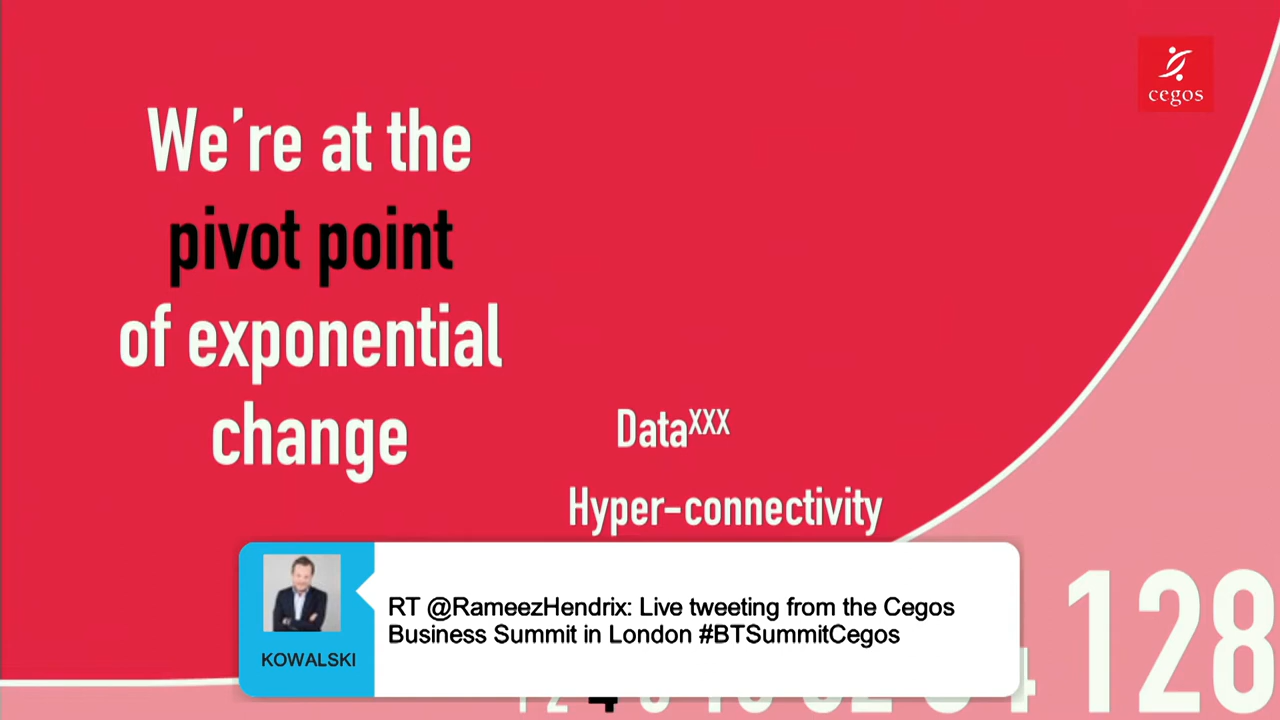 cegos
We're at the
pivot point
of exponential
change
Dataˣˣˣ
Hyper-connectivity
RT @RameezHendrix: Live tweeting from the Cegos
Business Summit in London #BTSummitCegos
KOWALSKI
128